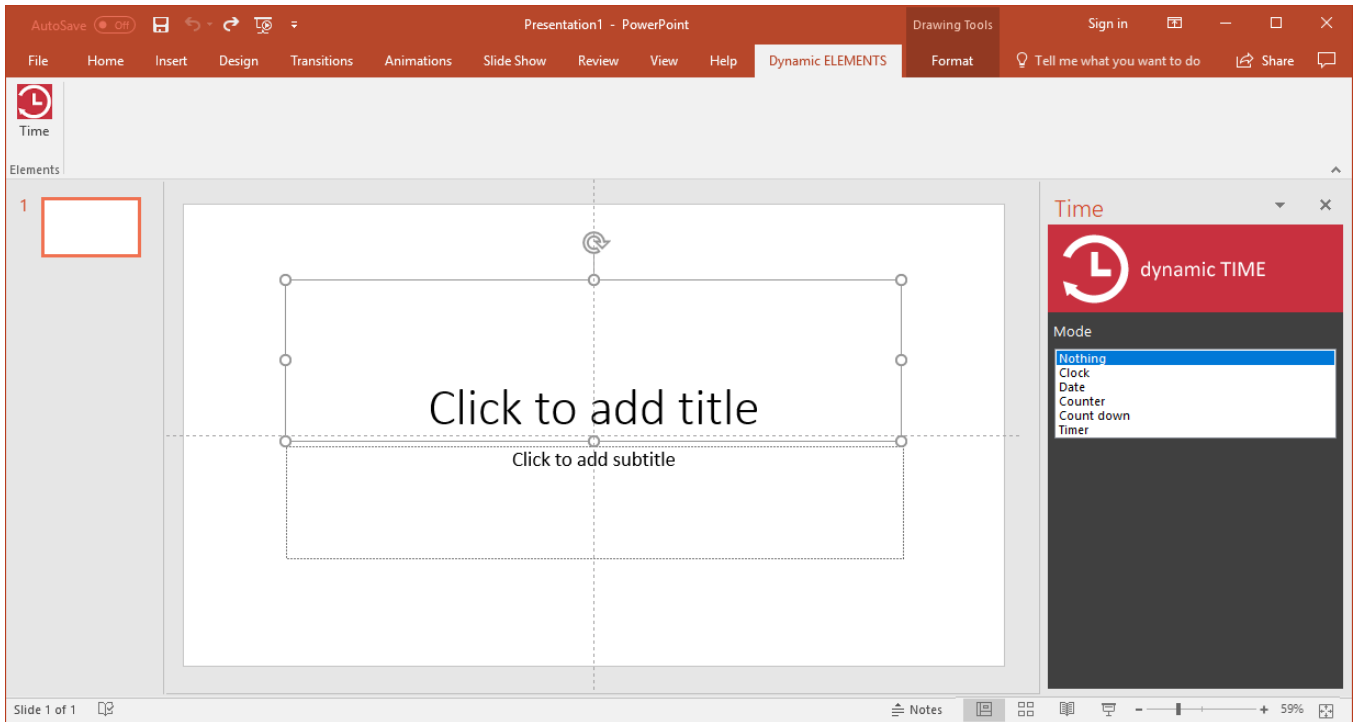 AutoSave Off Presentation1 - PowerPoint Drawing Tools Sign in
File Home Insert Design Transitions Animations Slide Show Review View Help Dynamic ELEMENTS Format Tell me what you want to do Share
Time
Elements
1
Click to add title
Click to add subtitle
Time
dynamic TIME
Mode
Nothing
Clock
Date
Counter
Count down
Timer
Slide 1 of 1 Notes 59%